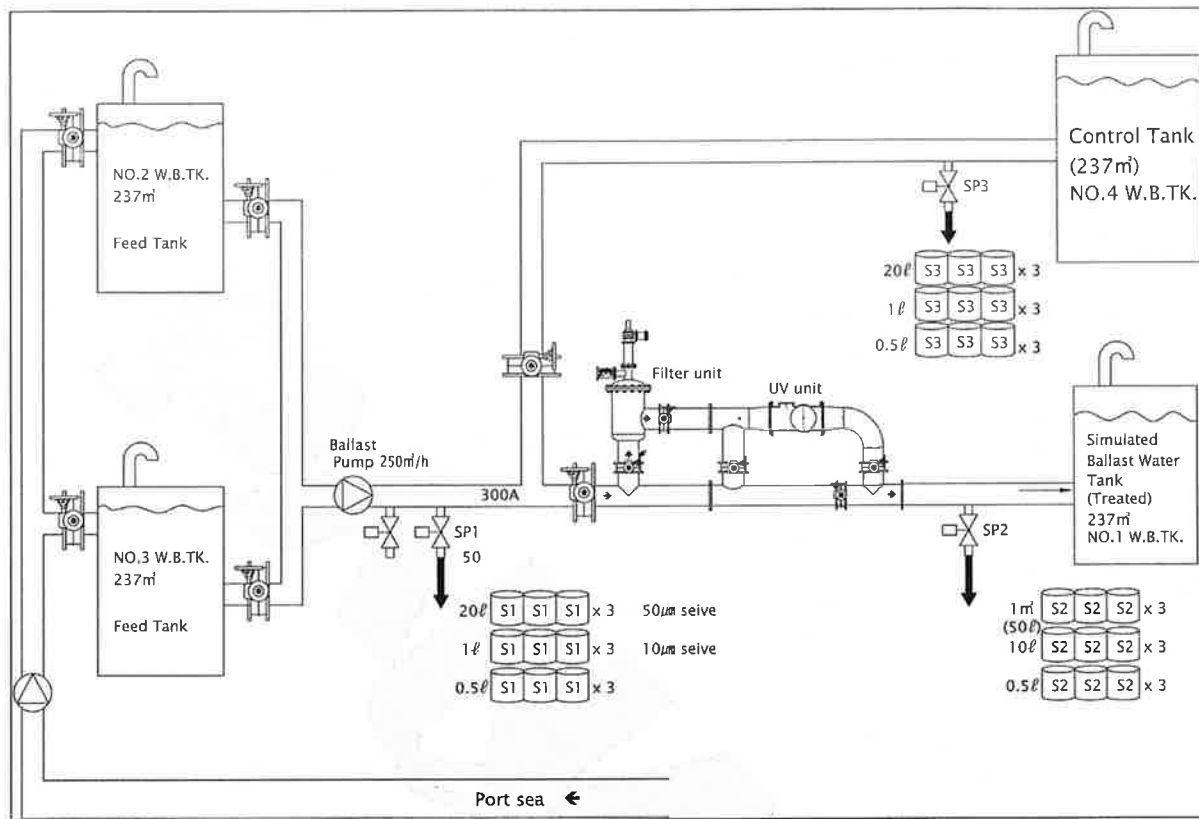 NO.2 W.B.TK.
237㎥
Feed Tank
Control Tank
(237㎥)
NO.4 W.B.TK.
SP3
20ℓ S3 S3 S3 x 3
1ℓ S3 S3 S3 x 3
0.5ℓ S3 S3 S3 x 3
Filter unit
UV unit
Ballast
Pump 250㎥/h
300A
Simulated
Ballast Water
Tank
(Treated)
237㎥
NO.1 W.B.TK.
NO.3 W.B.TK.
237㎥
Feed Tank
SP1
50
SP2
20ℓ S1 S1 S1 x 3 50㎛ seive
1ℓ S1 S1 S1 x 3 10㎛ seive
0.5ℓ S1 S1 S1 x 3
1㎥ S2 S2 S2 x 3
(50ℓ)
10ℓ S2 S2 S2 x 3
0.5ℓ S2 S2 S2 x 3
Port sea ←